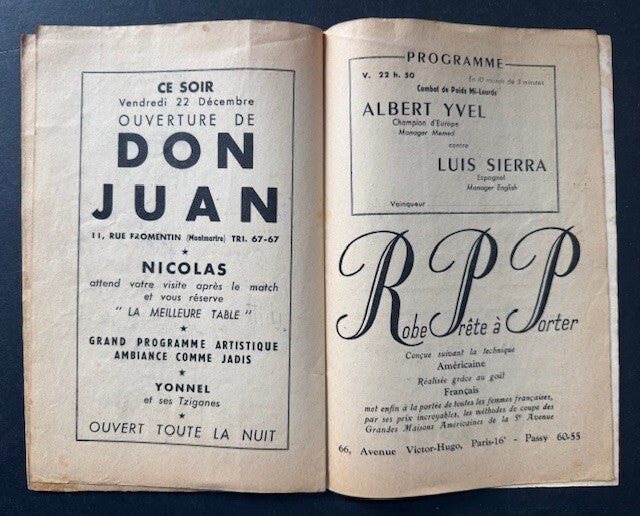 CE SOIR
Vendredi 22 Décembre
OUVERTURE DE
DON
JUAN
11, RUE FROMENTIN (Montmartre) TRI. 67-67
★
NICOLAS
attend votre visite après le match
et vous réserve
"LA MEILLEURE TABLE"
★
GRAND PROGRAMME ARTISTIQUE
AMBIANCE COMME JADIS
★
YONNEL
et ses Tziganes
★
OUVERT TOUTE LA NUIT
PROGRAMME
V. 22 h. 50 En 10 rounds de 3 minutes
Combat de Poids Mi-Lourds
ALBERT YVEL
Champion d'Europe
Manager Memed
contre
LUIS SIERRA
Espagnol
Manager English
Vainqueur
Robe Prête à Porter
Conçue suivant la technique
Américaine
Réalisée grâce au goût
Français
met enfin à la portée de toutes les femmes françaises,
par ses prix incroyables, les méthodes de coupe des
Grandes Maisons Américaines de la 5e Avenue
66, Avenue Victor-Hugo, Paris-16e - Passy 60-55